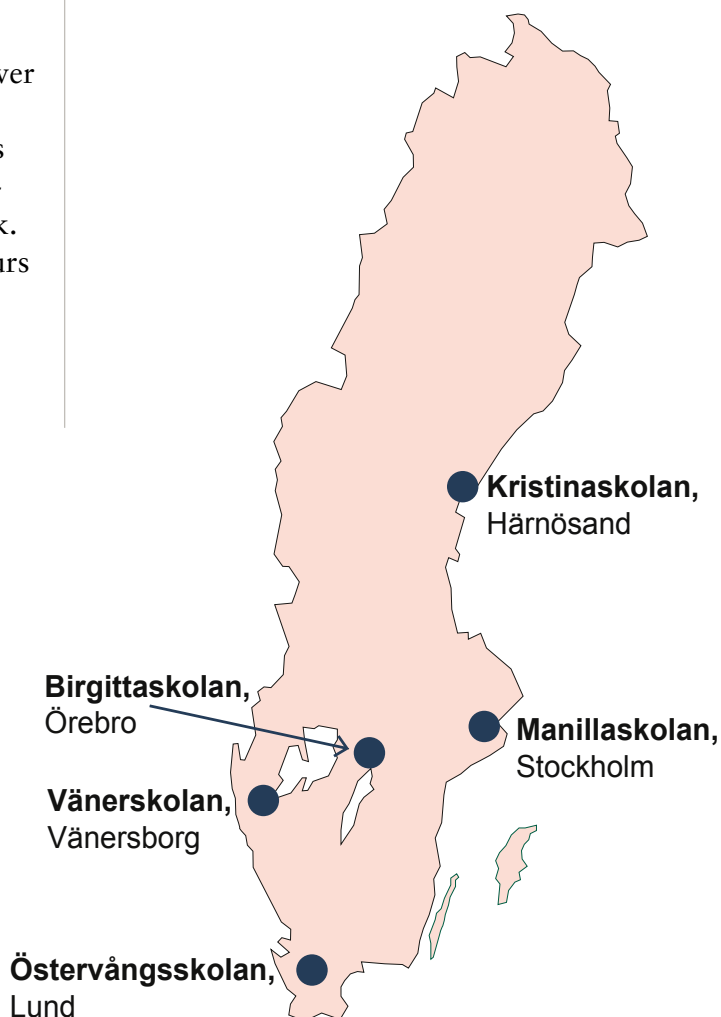 Kristinaskolan,
Härnösand
Birgittaskolan,
Örebro
Manillaskolan,
Stockholm
Vänerskolan,
Vänersborg
Östervångsskolan,
Lund